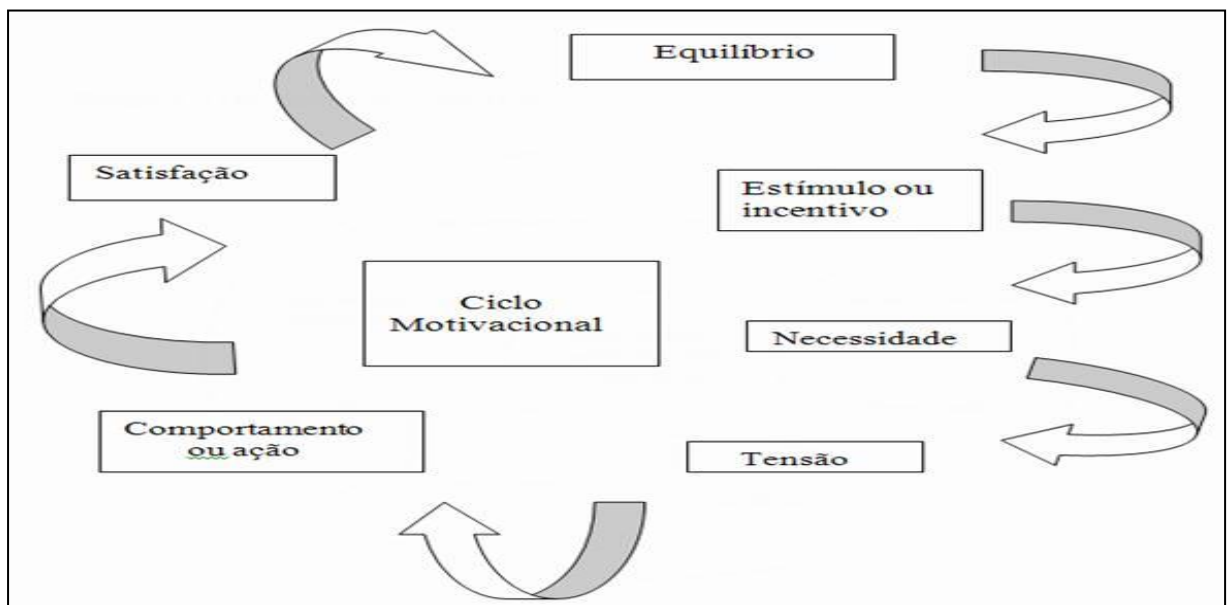 Equilíbrio
Estímulo ou
incentivo
Necessidade
Tensão
Comportamento
ou ação
Satisfação
Ciclo
Motivacional